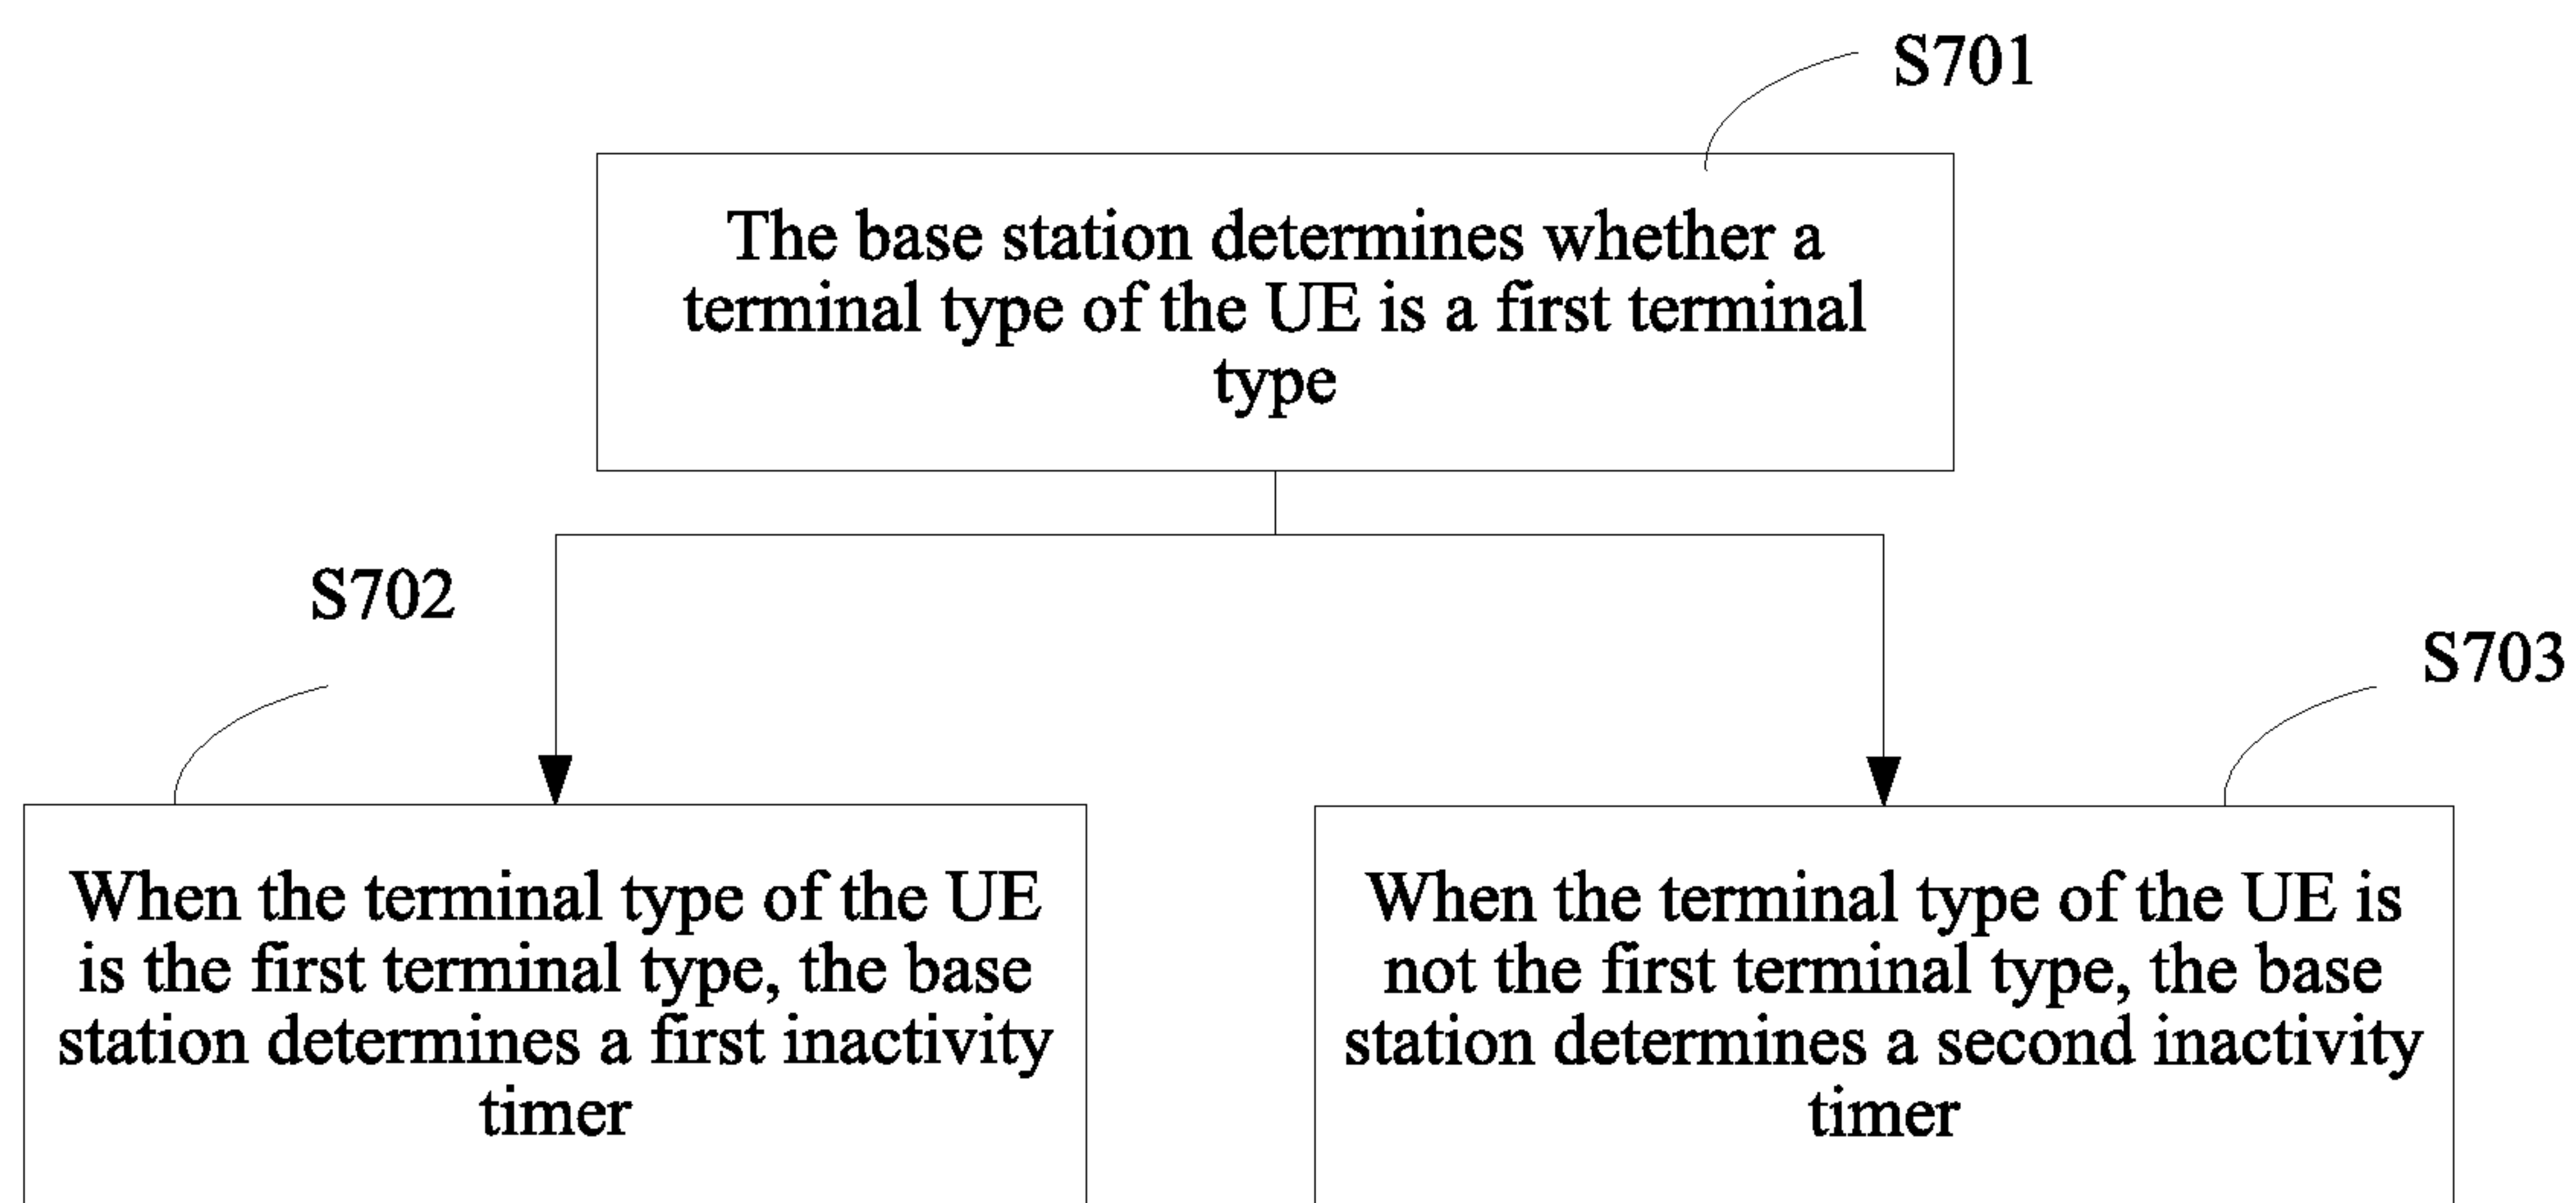 S701
The base station determines whether a
terminal type of the UE is a first terminal
type
S702
S703
When the terminal type of the UE
is the first terminal type, the base
station determines a first inactivity
timer
When the terminal type of the UE is
not the first terminal type, the base
station determines a second inactivity
timer